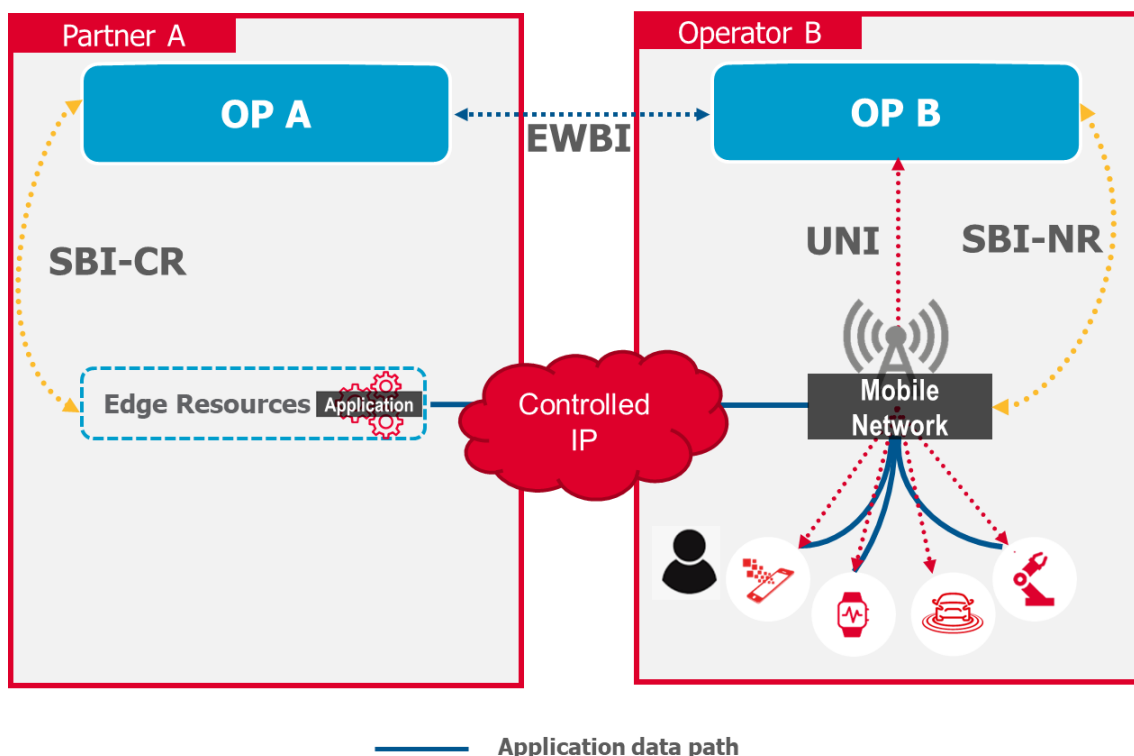 Partner A
Operator B
OP A
OP B
EWBI
SBI-CR
UNI
SBI-NR
Edge Resources
Application
Controlled
IP
Mobile
Network
Application data path